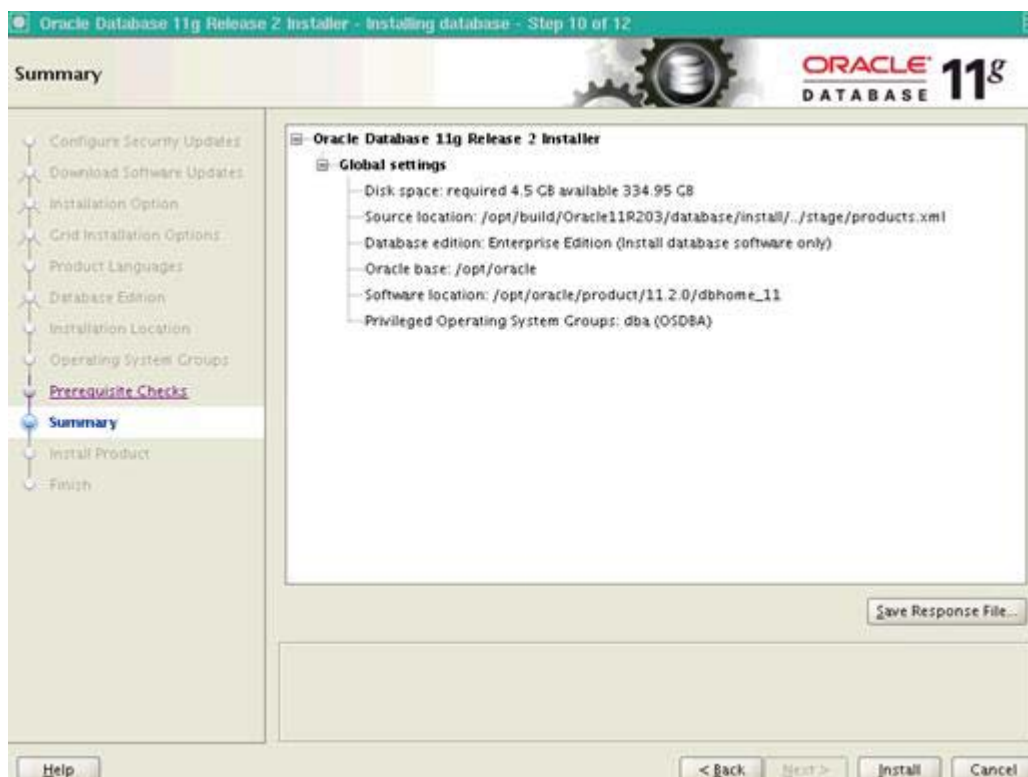 Oracle Database 11g Release 2 Installer - Installing database - Step 10 of 12
Summary
ORACLE 11g
DATABASE
Configure Security Updates
Download Software Updates
Installation Option
Grid Installation Options
Product Languages
Database Edition
Installation Location
Operating System Groups
Prerequisite Checks
Summary
Install Product
Finish
Oracle Database 11g Release 2 Installer
Global settings
Disk space: required 4.5 GB available 334.95 GB
Source location: /opt/build/Oracle11R203/database/install/../stage/products.xml
Database edition: Enterprise Edition (Install database software only)
Oracle base: /opt/oracle
Software location: /opt/oracle/product/11.2.0/dbhome_11
Privileged Operating System Groups: dba (OSDBA)
Save Response File...
Help
< Back
Next >
Install
Cancel